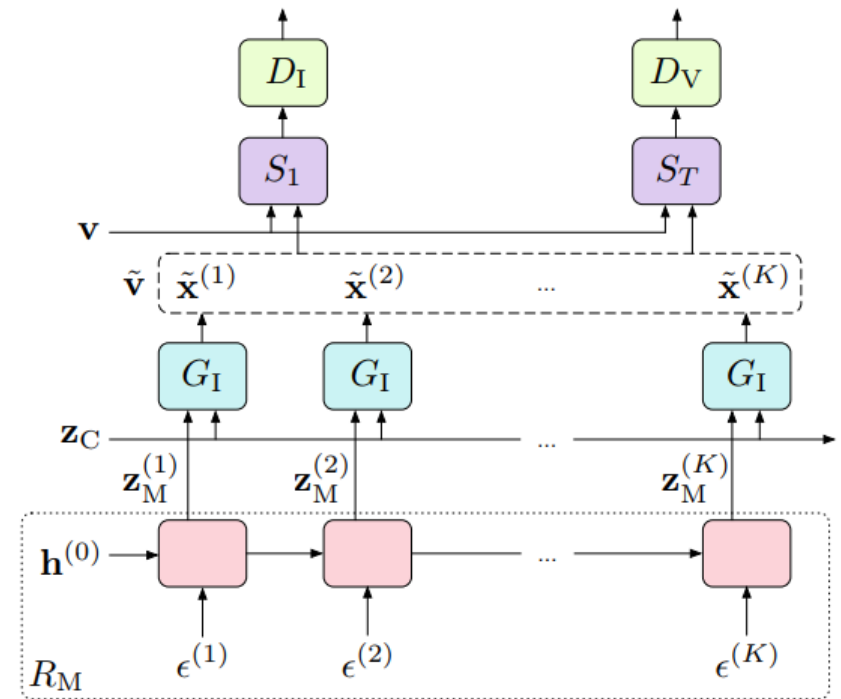 D_I D_V
S_1 S_T
v
ṽ x̃^(1) x̃^(2) ... x̃^(K)
G_I G_I G_I
z_C ...
z_M^(1) z_M^(2) z_M^(K)
h^(0) ...
R_M ϵ^(1) ϵ^(2) ϵ^(K)